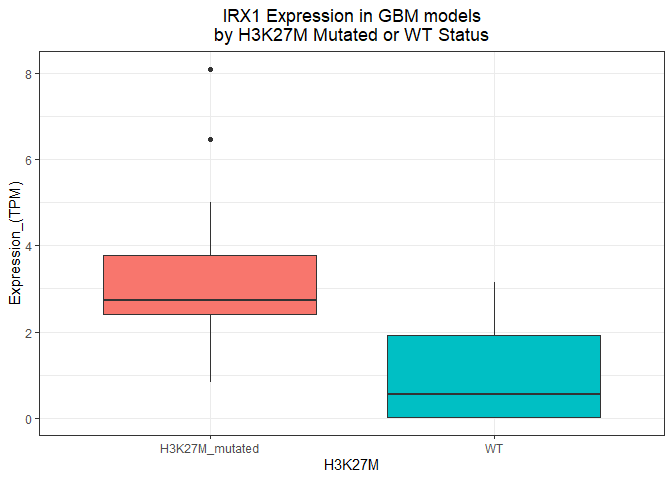 IRX1 Expression in GBM models
by H3K27M Mutated or WT Status
Expression_(TPM)
8
6
4
2
0
H3K27M_mutated
WT
H3K27M